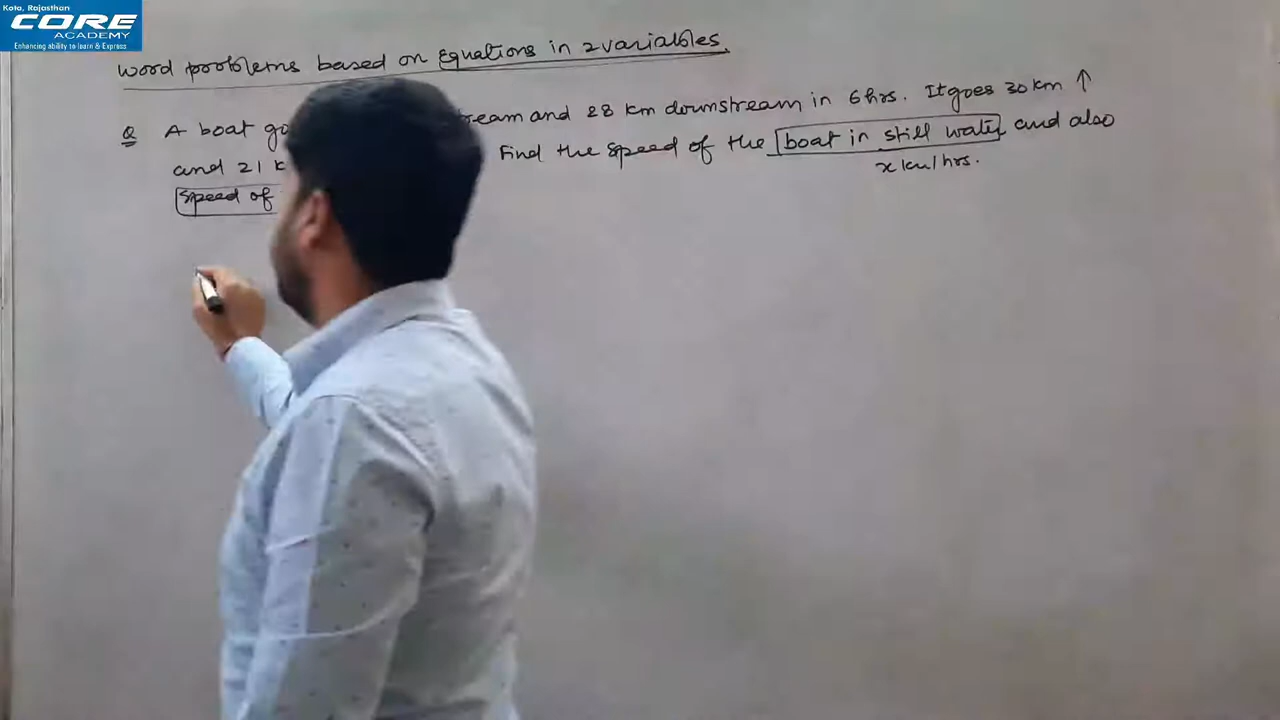 Kota, Rajasthan
CORE
ACADEMY
Enhancing ability to learn & Express
Word problems based on Equations in 2 variables.
Q A boat go ream and 28 km downstream in 6 hrs. It goes 30 km ↑
and 21 k Find the speed of the boat in still water and also
x km/hrs.
Speed of